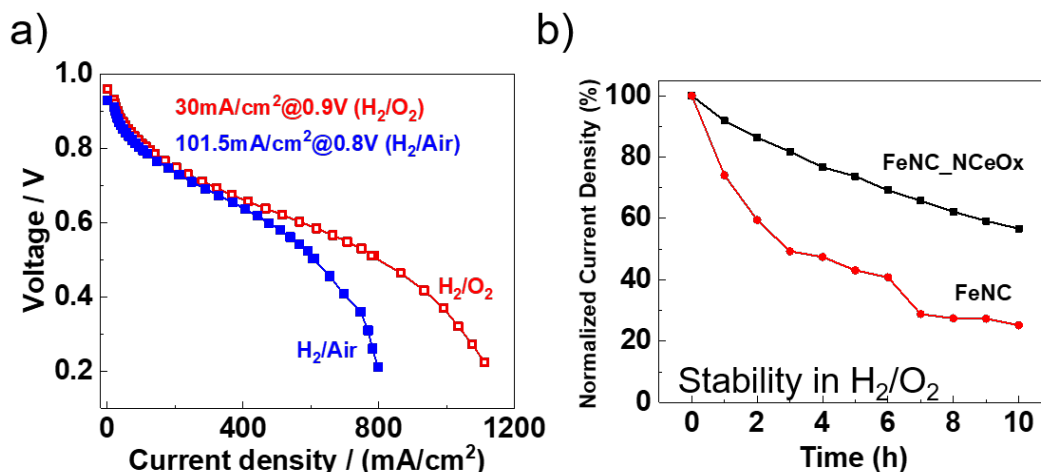 a)
1.0
0.8
0.6
0.4
0.2
Voltage / V
30mA/cm²@0.9V (H₂/O₂)
101.5mA/cm²@0.8V (H₂/Air)
H₂/O₂
H₂/Air
0 400 800 1200
Current density / (mA/cm²)
b)
100
80
60
40
20
0
Normalized Current Density (%)
FeNC_NCeOx
FeNC
Stability in H₂/O₂
0 2 4 6 8 10
Time (h)